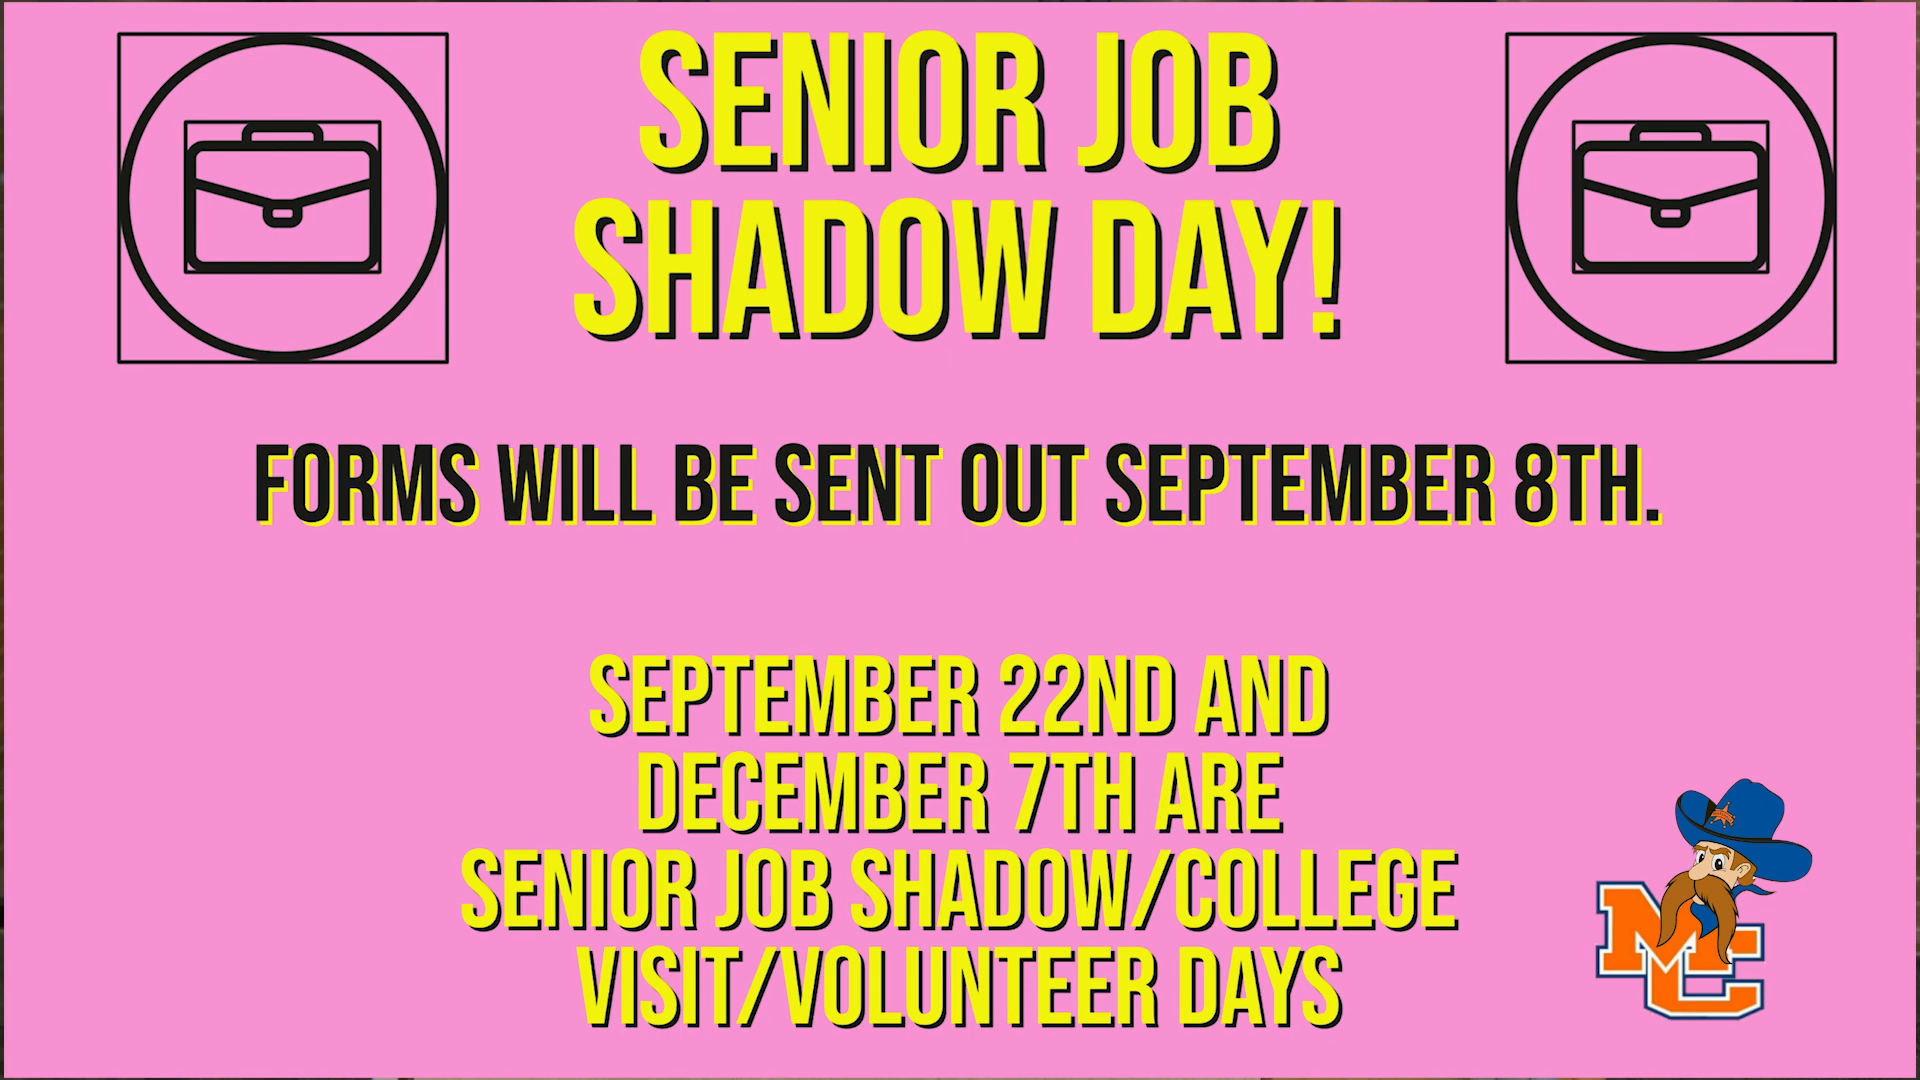 SENIOR JOB
SHADOW DAY!
FORMS WILL BE SENT OUT SEPTEMBER 8TH.
SEPTEMBER 22ND AND
DECEMBER 7TH ARE
SENIOR JOB SHADOW/COLLEGE
VISIT/VOLUNTEER DAYS
MC